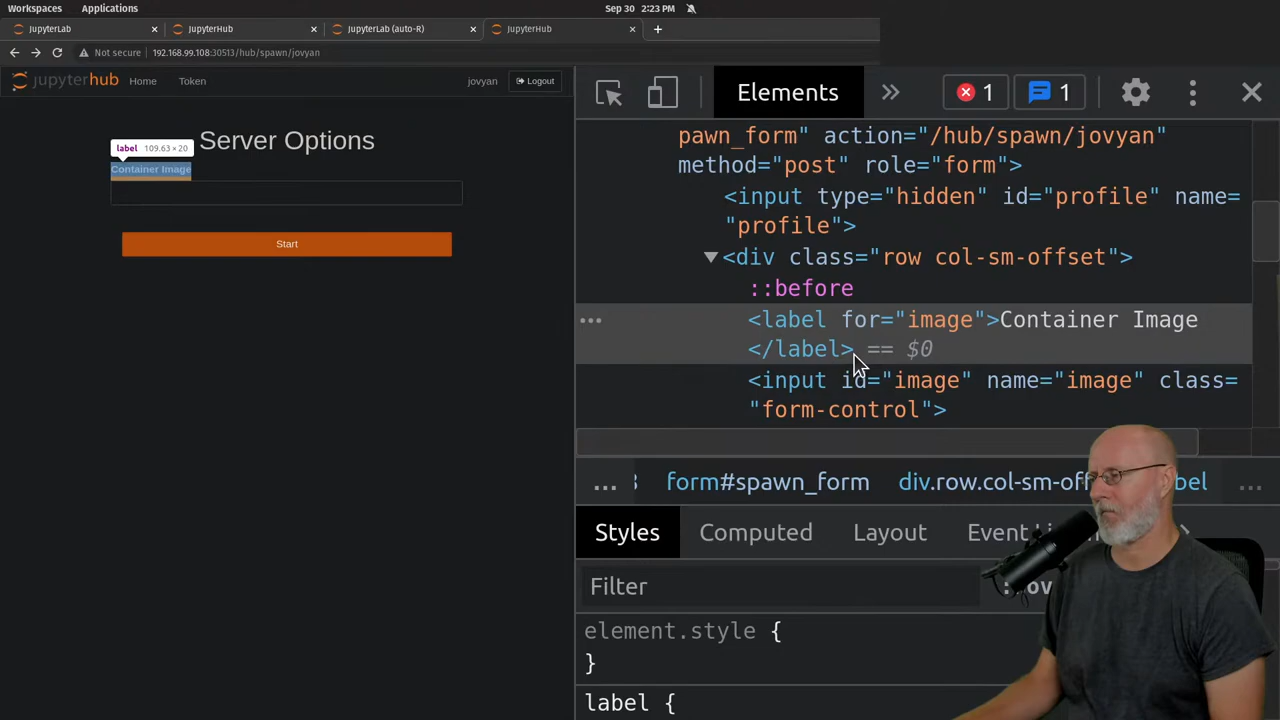 Workspaces Applications Sep 30 2:23 PM
JupyterLab JupyterHub JupyterLab (auto-R) JupyterHub
Not secure 192.168.99.108:30513/hub/spawn/jovyan
jupyterhub Home Token jovyan Logout
Server Options
label 109.63 × 20
Container Image
Start
Elements 1 1
pawn_form" action="/hub/spawn/jovyan"
method="post" role="form">
<input type="hidden" id="profile" name=
"profile">
<div class="row col-sm-offset">
::before
<label for="image">Container Image
</label> == $0
<input id="image" name="image" class=
"form-control">
... form#spawn_form div.row.col-sm-off ...
Styles Computed Layout Event
Filter
element.style {
}
label {